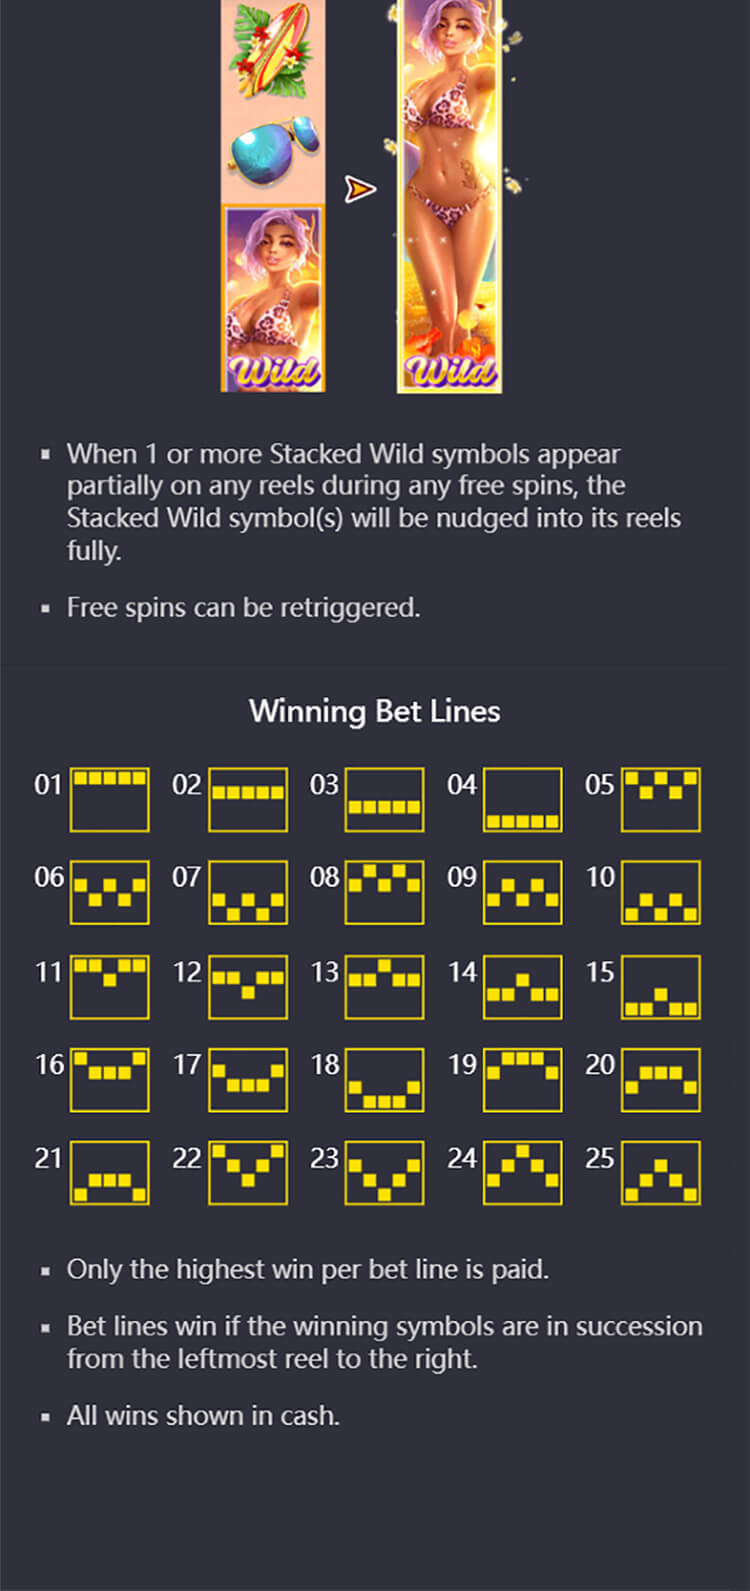 Wild Wild
When 1 or more Stacked Wild symbols appear
partially on any reels during any free spins, the
Stacked Wild symbol(s) will be nudged into its reels
fully.
Free spins can be retriggered.
Winning Bet Lines
01 02 03 04 05
06 07 08 09 10
11 12 13 14 15
16 17 18 19 20
21 22 23 24 25
Only the highest win per bet line is paid.
Bet lines win if the winning symbols are in succession
from the leftmost reel to the right.
All wins shown in cash.